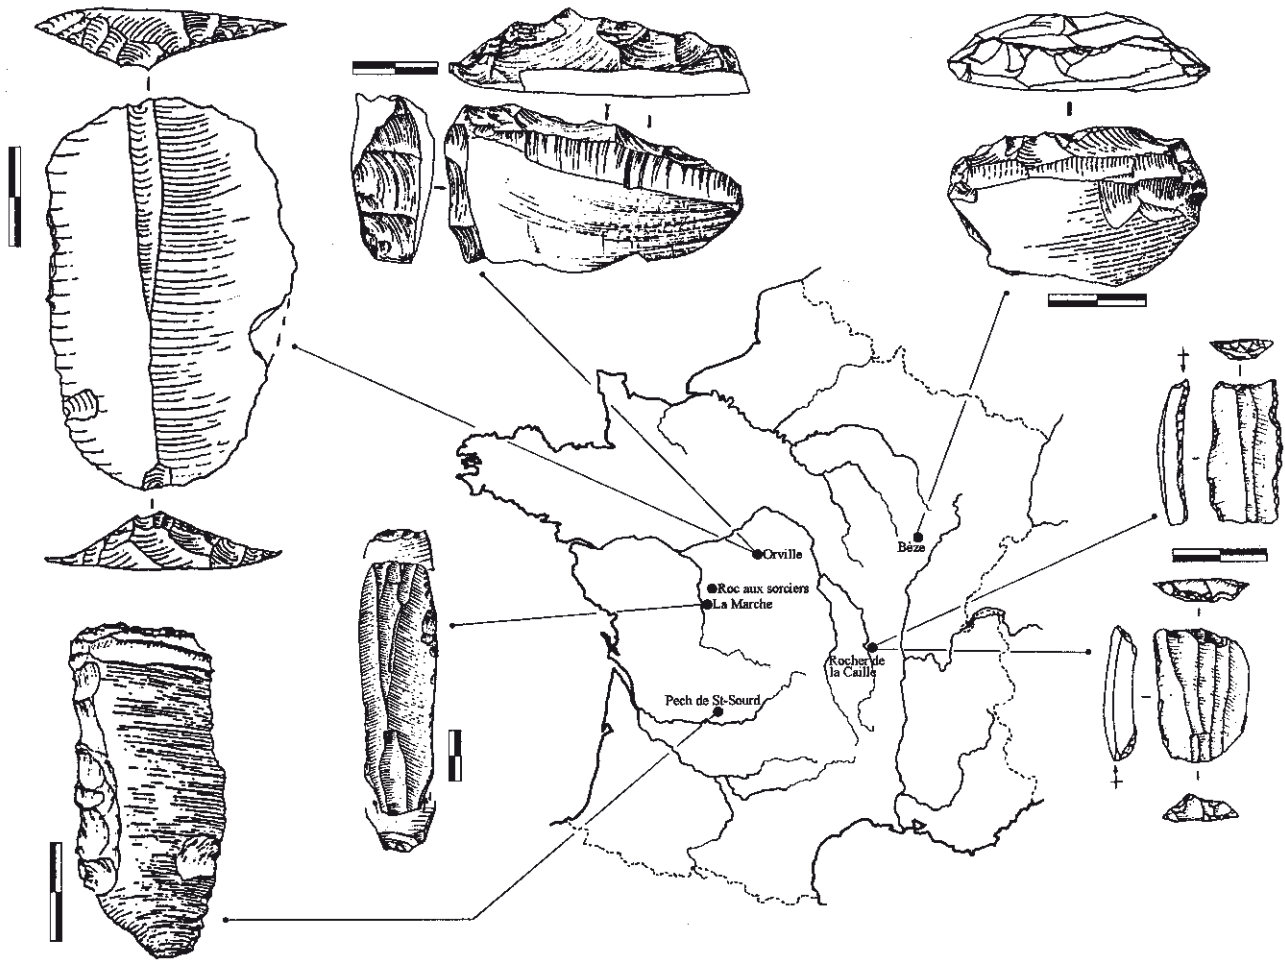 Orville
Bèze
Roc aux sorciers
La Marche
Rocher de
la Caille
Pech de St-Sourd